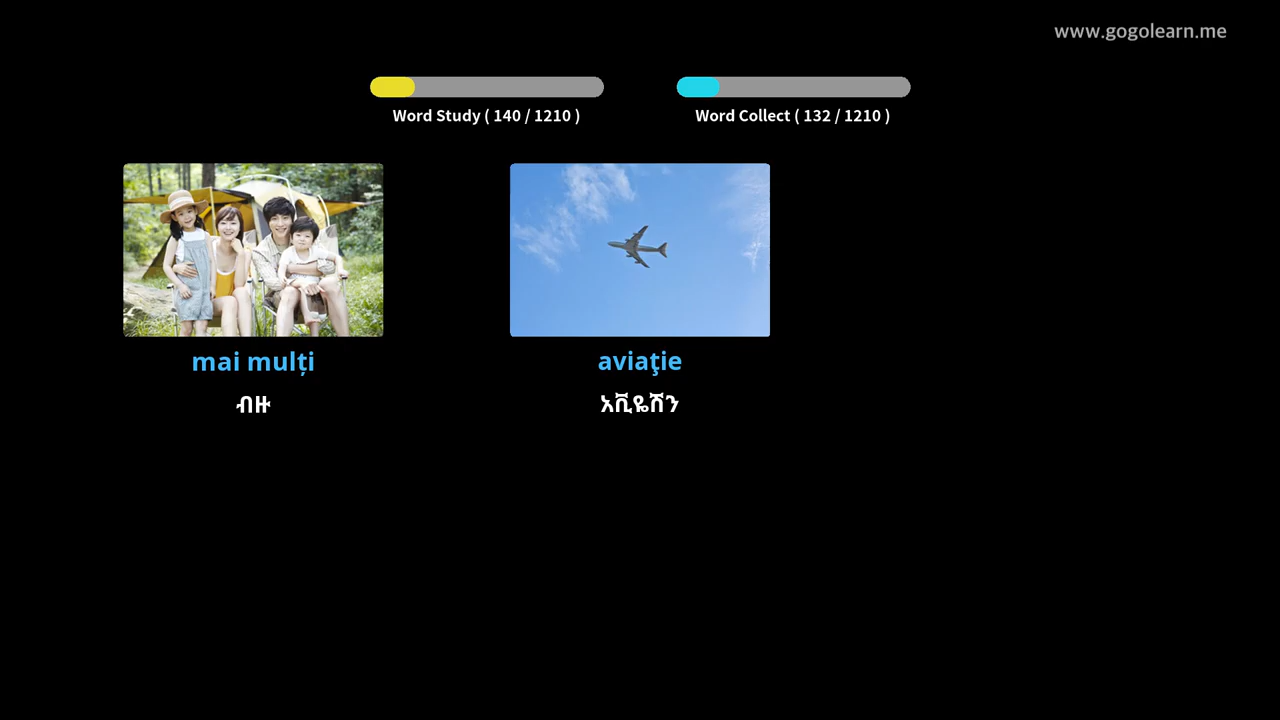 www.gogolearn.me
Word Study ( 140 / 1210 )
Word Collect ( 132 / 1210 )
mai mulți
ብዙ
aviaţie
አቪዬሽን